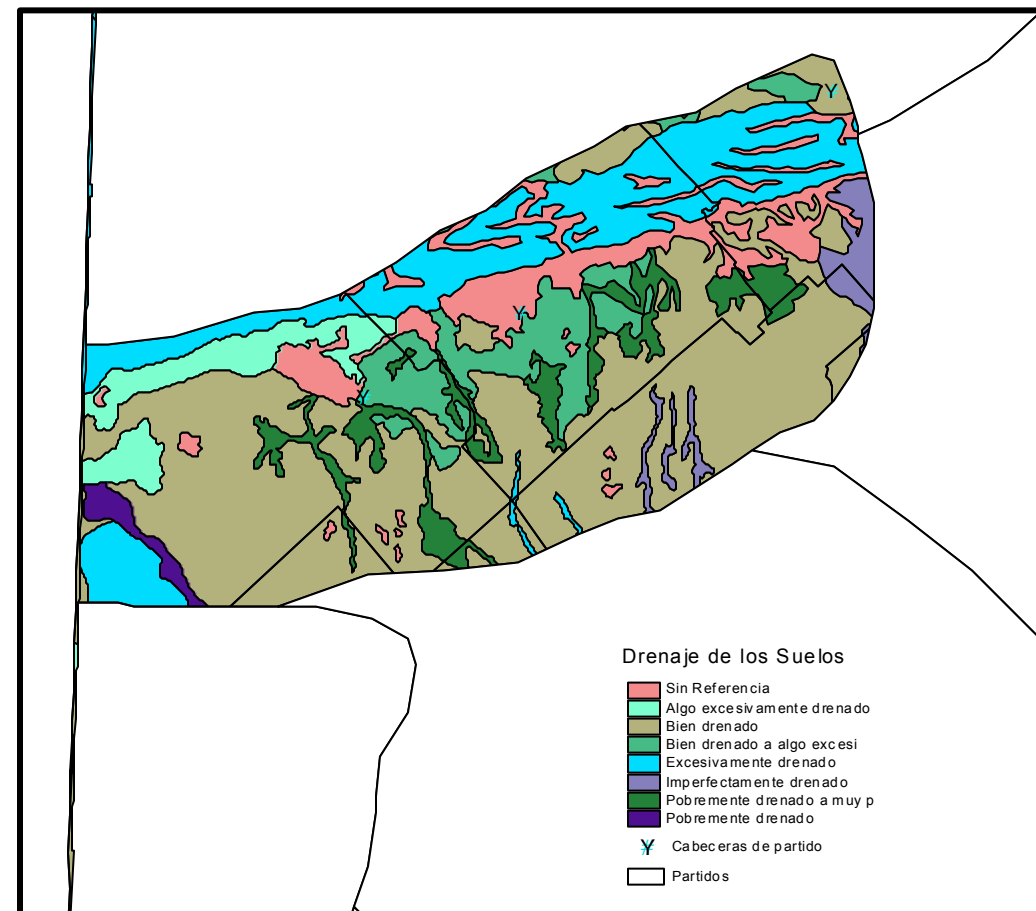 Drenaje de los Suelos
Sin Referencia
Algo excesivamente drenado
Bien drenado
Bien drenado a algo excesi
Excesivamente drenado
Imperfectamente drenado
Pobremente drenado a muy p
Pobremente drenado
Cabeceras de partido
Partidos